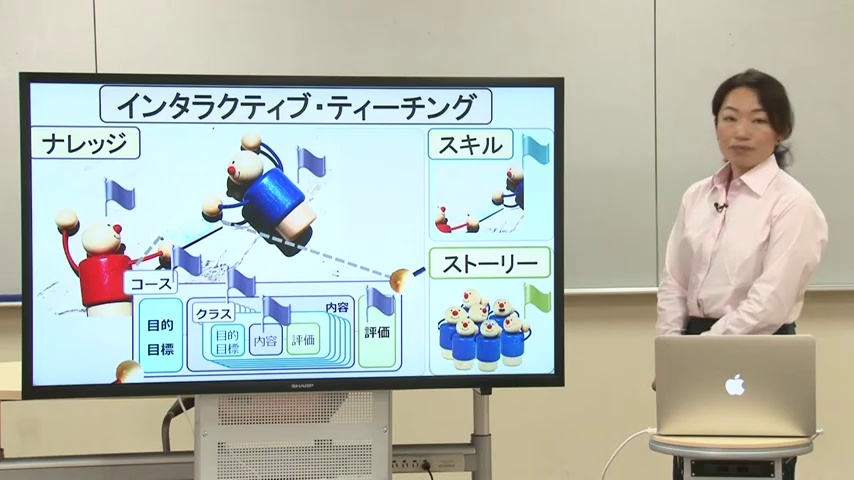 インタラクティブ・ティーチング
ナレッジ
スキル
ストーリー
コース
目的
目標
クラス
内容
目的
目標
内容
評価
評価
SHARP